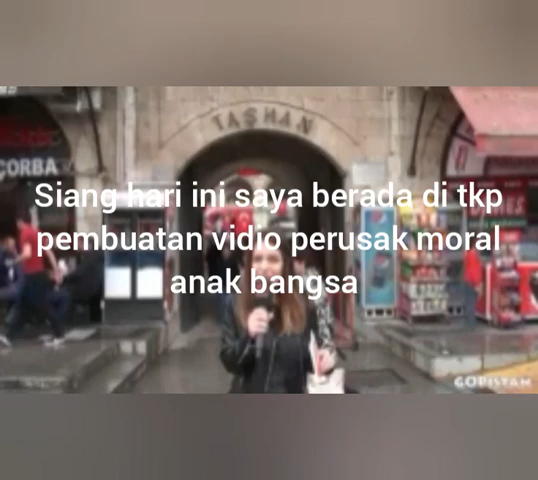 TAŞHAN
ÇORBA
Siang hari ini saya berada di tkp
pembuatan vidio perusak moral
anak bangsa
GOPISTAN